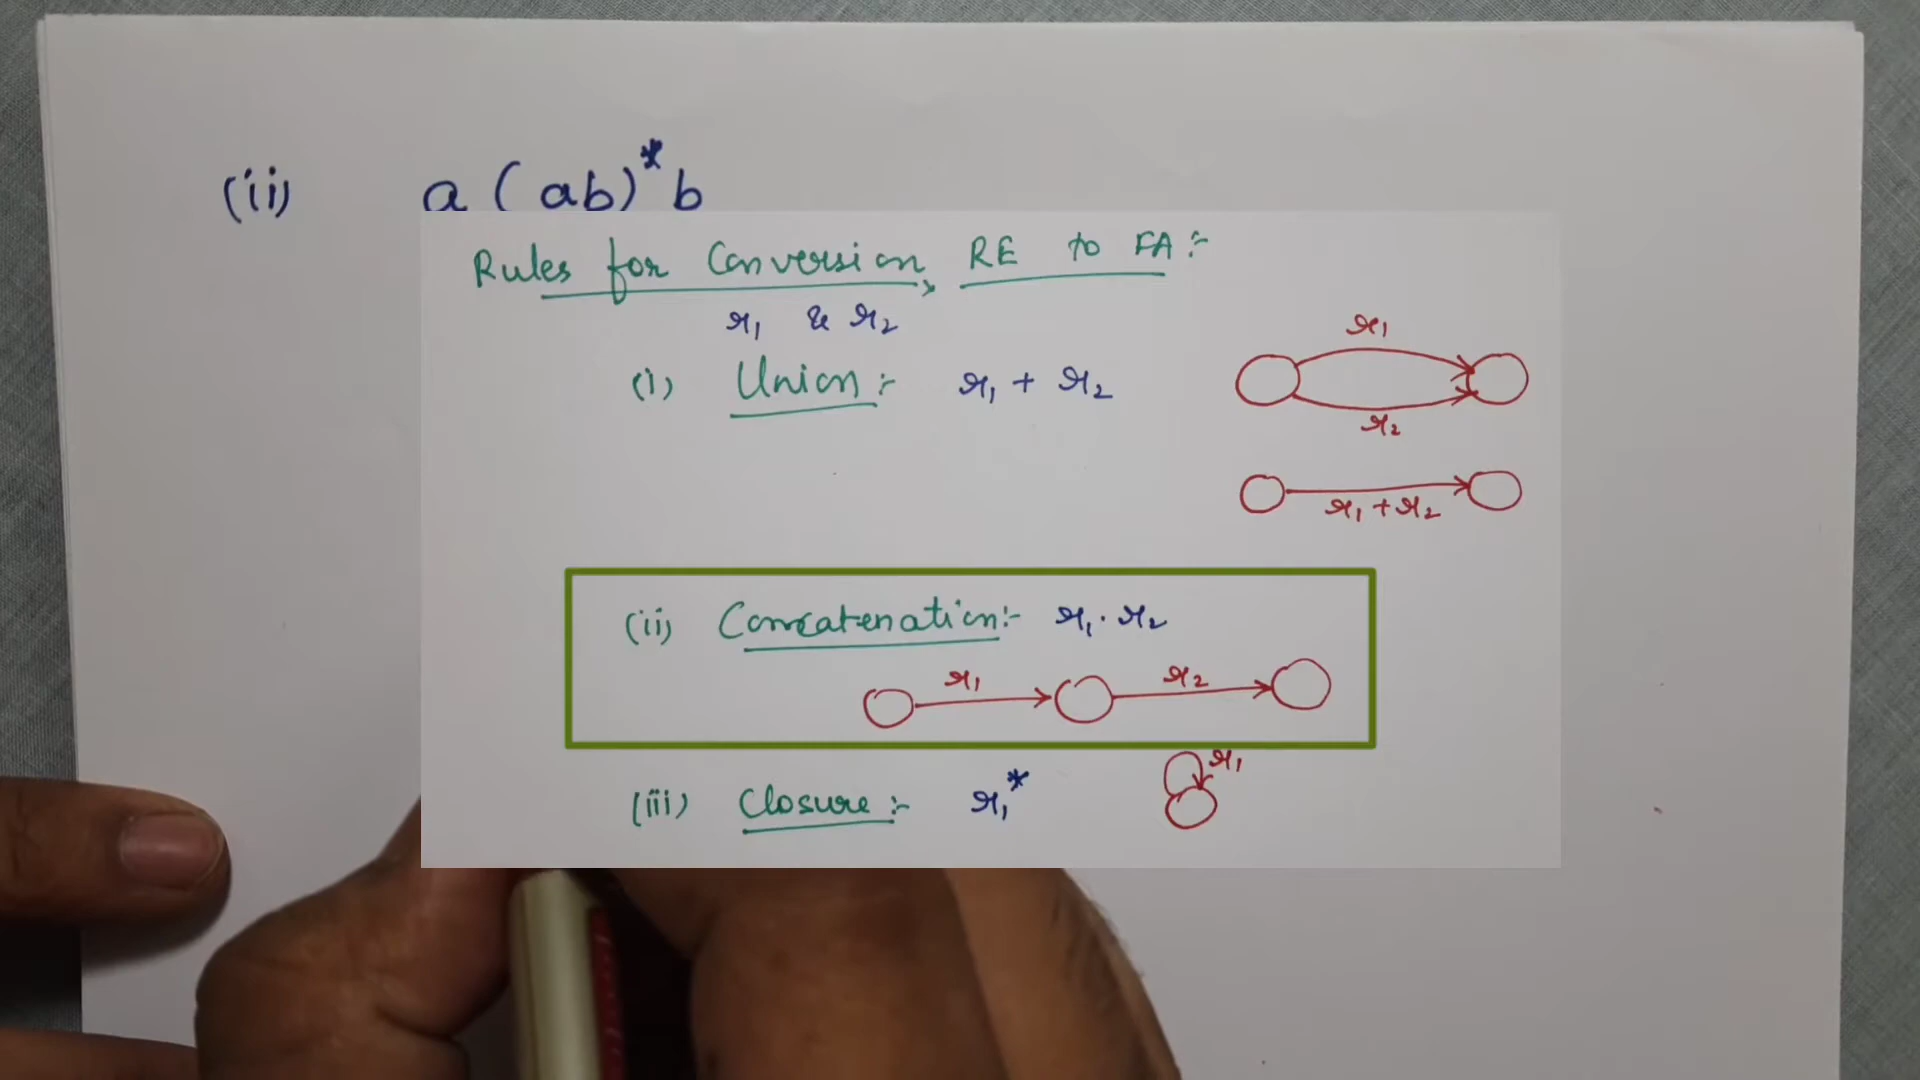 (ii) a (ab)* b
Rules for Conversion, RE to FA :-
r₁ & r₂
(i) Union :- r₁ + r₂
r₁
r₂
r₁ + r₂
(ii) Concatenation :- r₁ . r₂
r₁ r₂
(iii) Closure :- r₁*
r₁